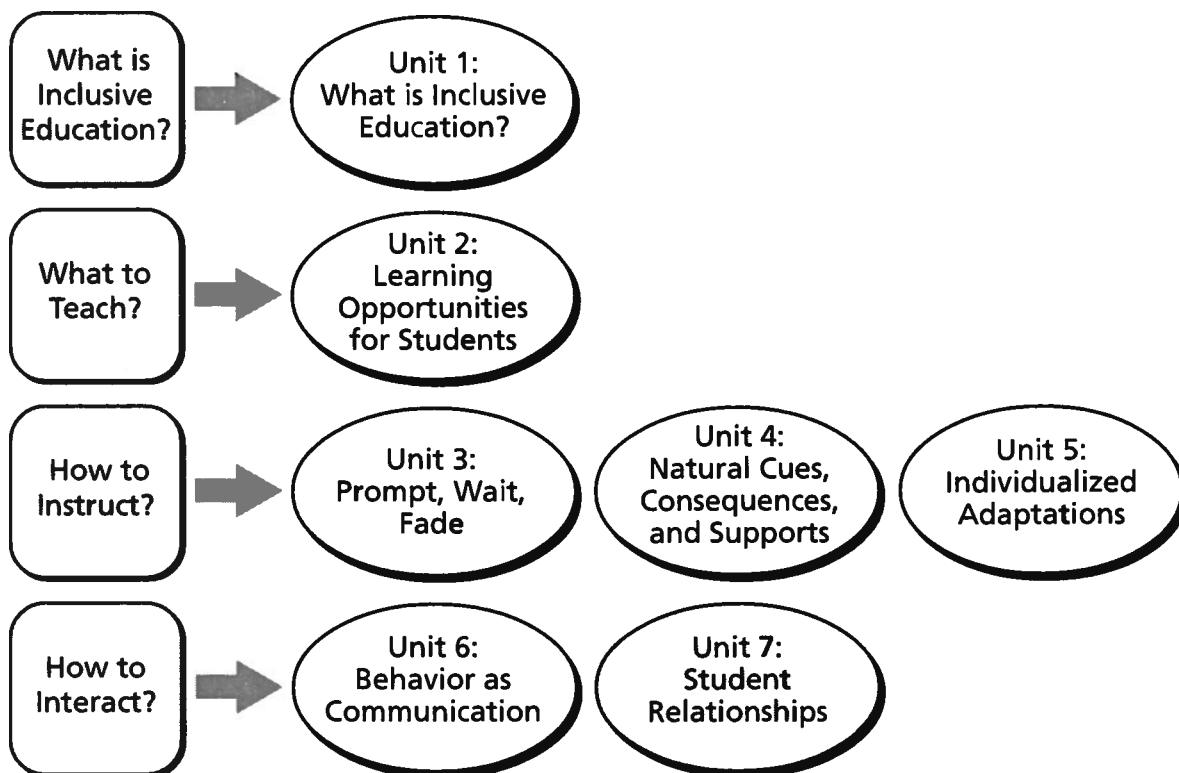 What is
Inclusive
Education?
Unit 1:
What is Inclusive
Education?
What to
Teach?
Unit 2:
Learning
Opportunities
for Students
How to
Instruct?
Unit 3:
Prompt, Wait,
Fade
Unit 4:
Natural Cues,
Consequences,
and Supports
Unit 5:
Individualized
Adaptations
How to
Interact?
Unit 6:
Behavior as
Communication
Unit 7:
Student
Relationships